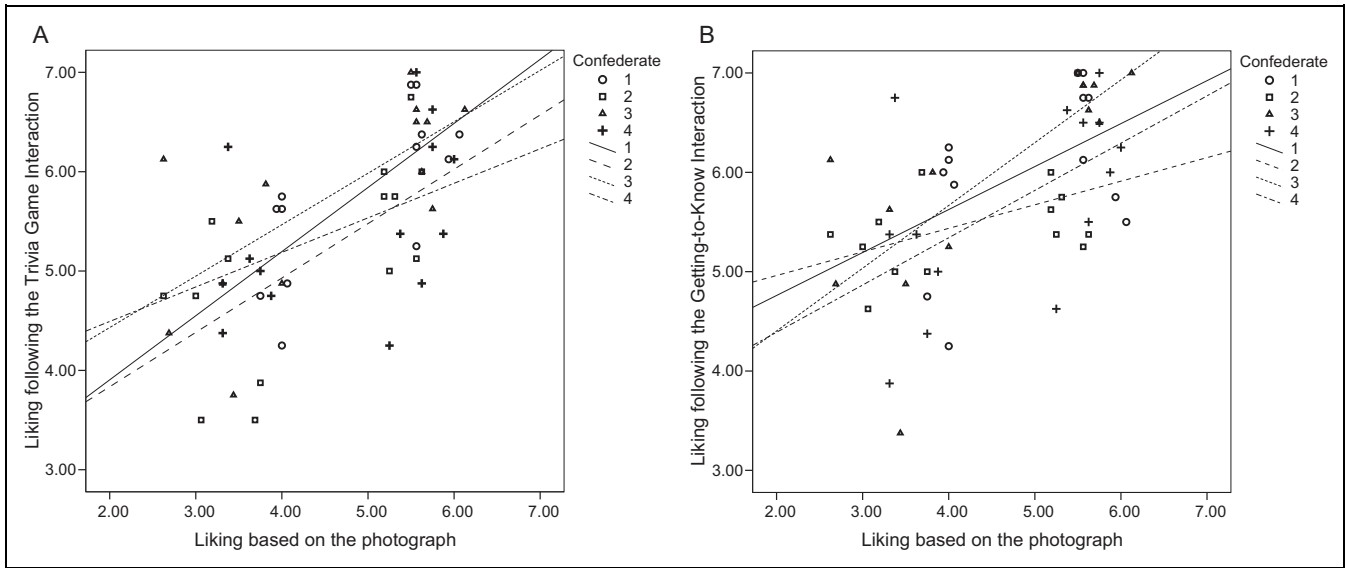 A
Liking following the Trivia Game Interaction
7.00
6.00
5.00
4.00
3.00
2.00 3.00 4.00 5.00 6.00 7.00
Liking based on the photograph
Confederate
1
2
3
4
1
2
3
4
B
Liking following the Getting-to-Know Interaction
7.00
6.00
5.00
4.00
3.00
2.00 3.00 4.00 5.00 6.00 7.00
Liking based on the photograph
Confederate
1
2
3
4
1
2
3
4